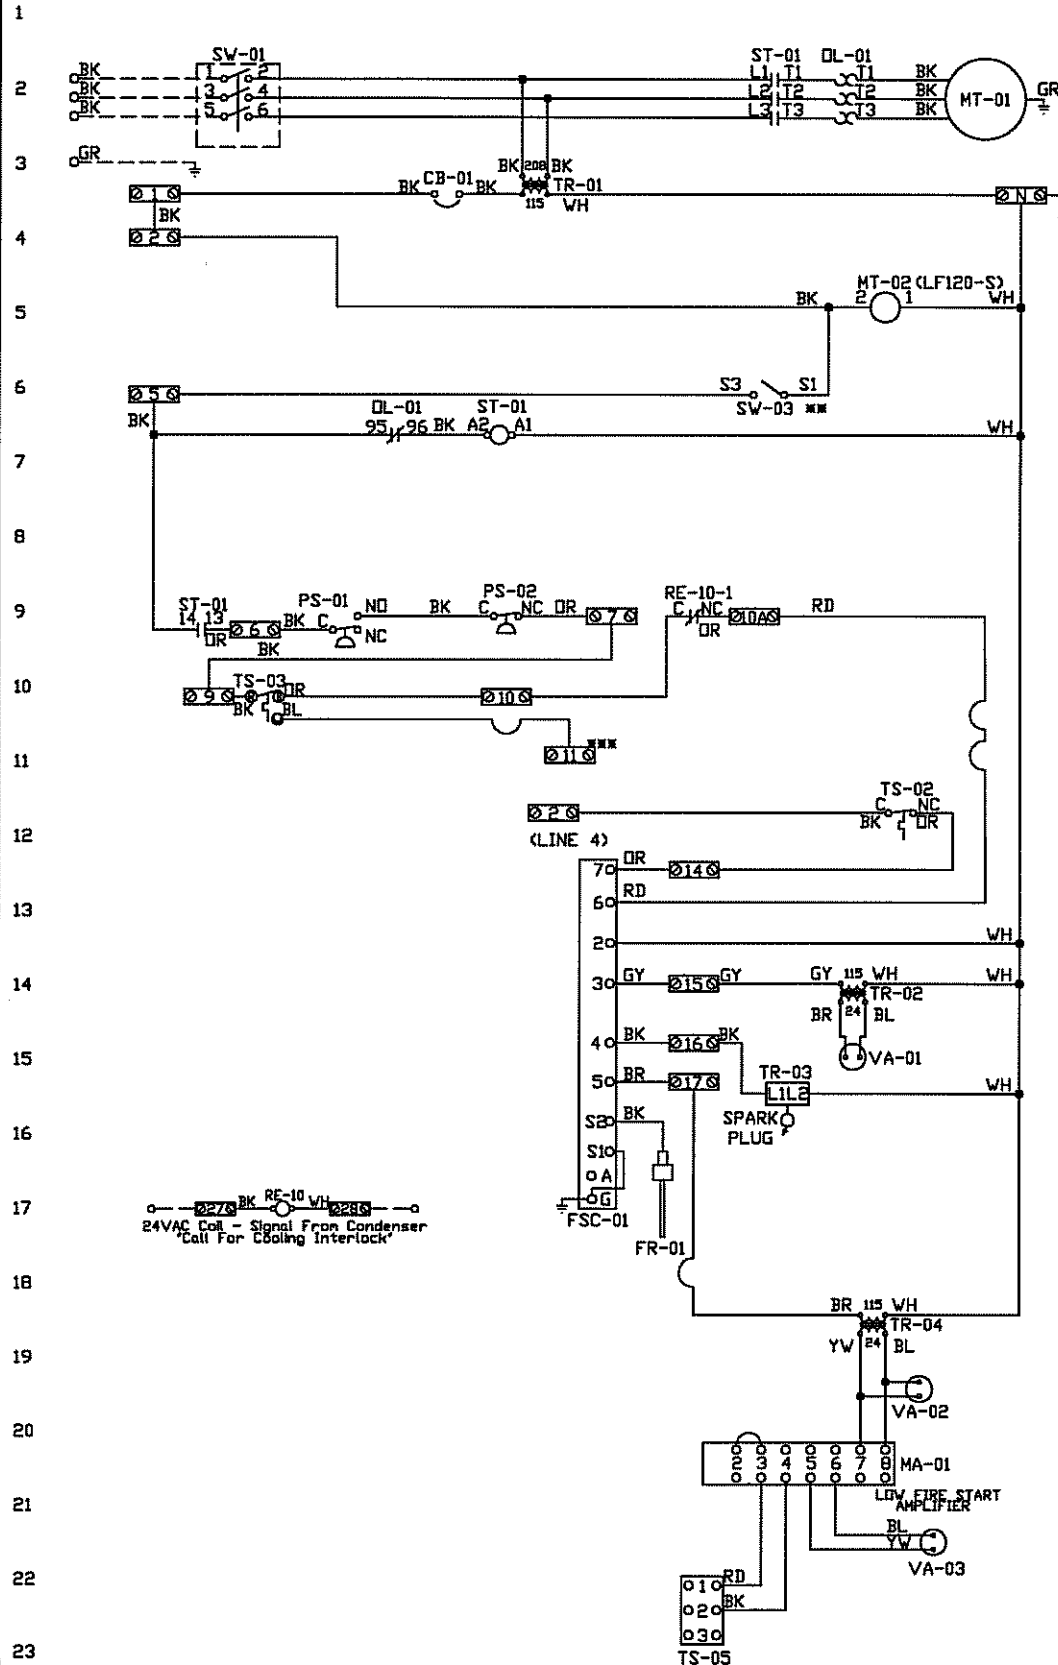 1
SW-01 ST-01 OL-01
BK 1 2 L1 T1 T1 BK
2 BK 3 4 L2 T2 T2 BK MT-01 GR
BK 5 6 L3 T3 T3 BK
3 GR
BK 208 BK
1 BK CB-01 BK TR-01 N
115 WH
BK
4 2
MT-02 (LF120-S)
5 BK 2 1 WH
6 5 S3 S1
SW-03 **
BK OL-01 ST-01
95 96 BK A2 A1 WH
7
8
9 ST-01 PS-01 NO BK PS-02 RE-10-1
14 13 6 BK C NC C NC OR 7 C NC 10A RD
OR BK OR
10 TS-03 OR
9 BK BL 10
11 11 ***
TS-02
2 C NC
BK OR
12 (LINE 4)
7 OR 14
13 6 RD
2 WH
14 3 GY 15 GY GY 115 WH WH
TR-02
BR 24 BL
15 4 BK 16 BK VA-01
5 BR 17 TR-03
L1L2 WH
16 S2 BK SPARK
PLUG
S1
A
17 27 BK RE-10 WH 28 G
24VAC Coil - Signal From Condenser
"Call For Cooling Interlock"
FSC-01
FR-01
18
BR 115 WH
TR-04
19 YW 24 BL
VA-02
20
2 3 4 5 6 7 8 MA-01
21 LOW FIRE START
AMPLIFIER
BL
YW
VA-03
22 1 RD
2 BK
3
23 TS-05